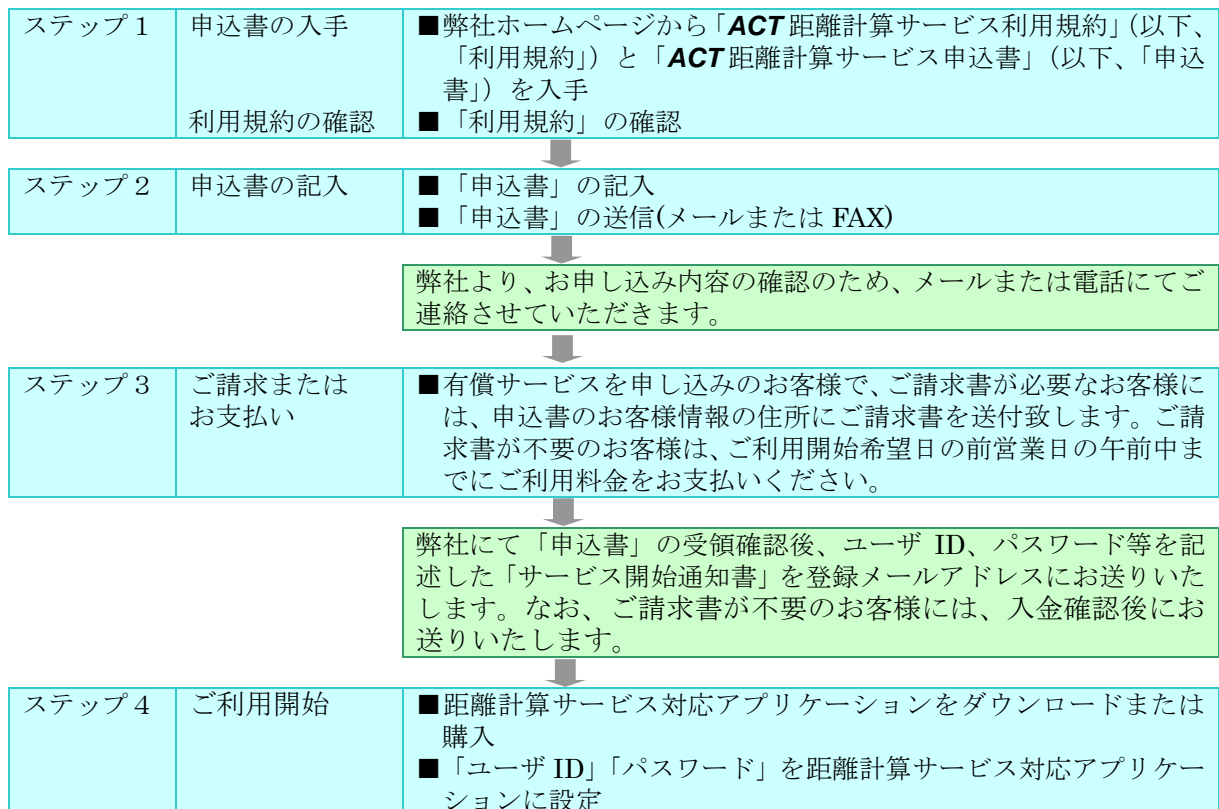 ステップ１ 申込書の入手 ■弊社ホームページから「ACT 距離計算サービス利用規約」(以下、
「利用規約」) と「ACT 距離計算サービス申込書」(以下、「申込
書」) を入手
利用規約の確認 ■「利用規約」の確認
ステップ２ 申込書の記入 ■「申込書」の記入
■「申込書」の送信(メールまたは FAX)
弊社より、お申し込み内容の確認のため、メールまたは電話にてご
連絡させていただきます。
ステップ３ ご請求または ■有償サービスを申し込みのお客様で、ご請求書が必要なお客様に
お支払い は、申込書のお客様情報の住所にご請求書を送付致します。ご請
求書が不要のお客様は、ご利用開始希望日の前営業日の午前中ま
でにご利用料金をお支払いください。
弊社にて「申込書」の受領確認後、ユーザ ID、パスワード等を記
述した「サービス開始通知書」を登録メールアドレスにお送りいた
します。なお、ご請求書が不要のお客様には、入金確認後にお
送りいたします。
ステップ４ ご利用開始 ■距離計算サービス対応アプリケーションをダウンロードまたは
購入
■「ユーザ ID」「パスワード」を距離計算サービス対応アプリケー
ションに設定